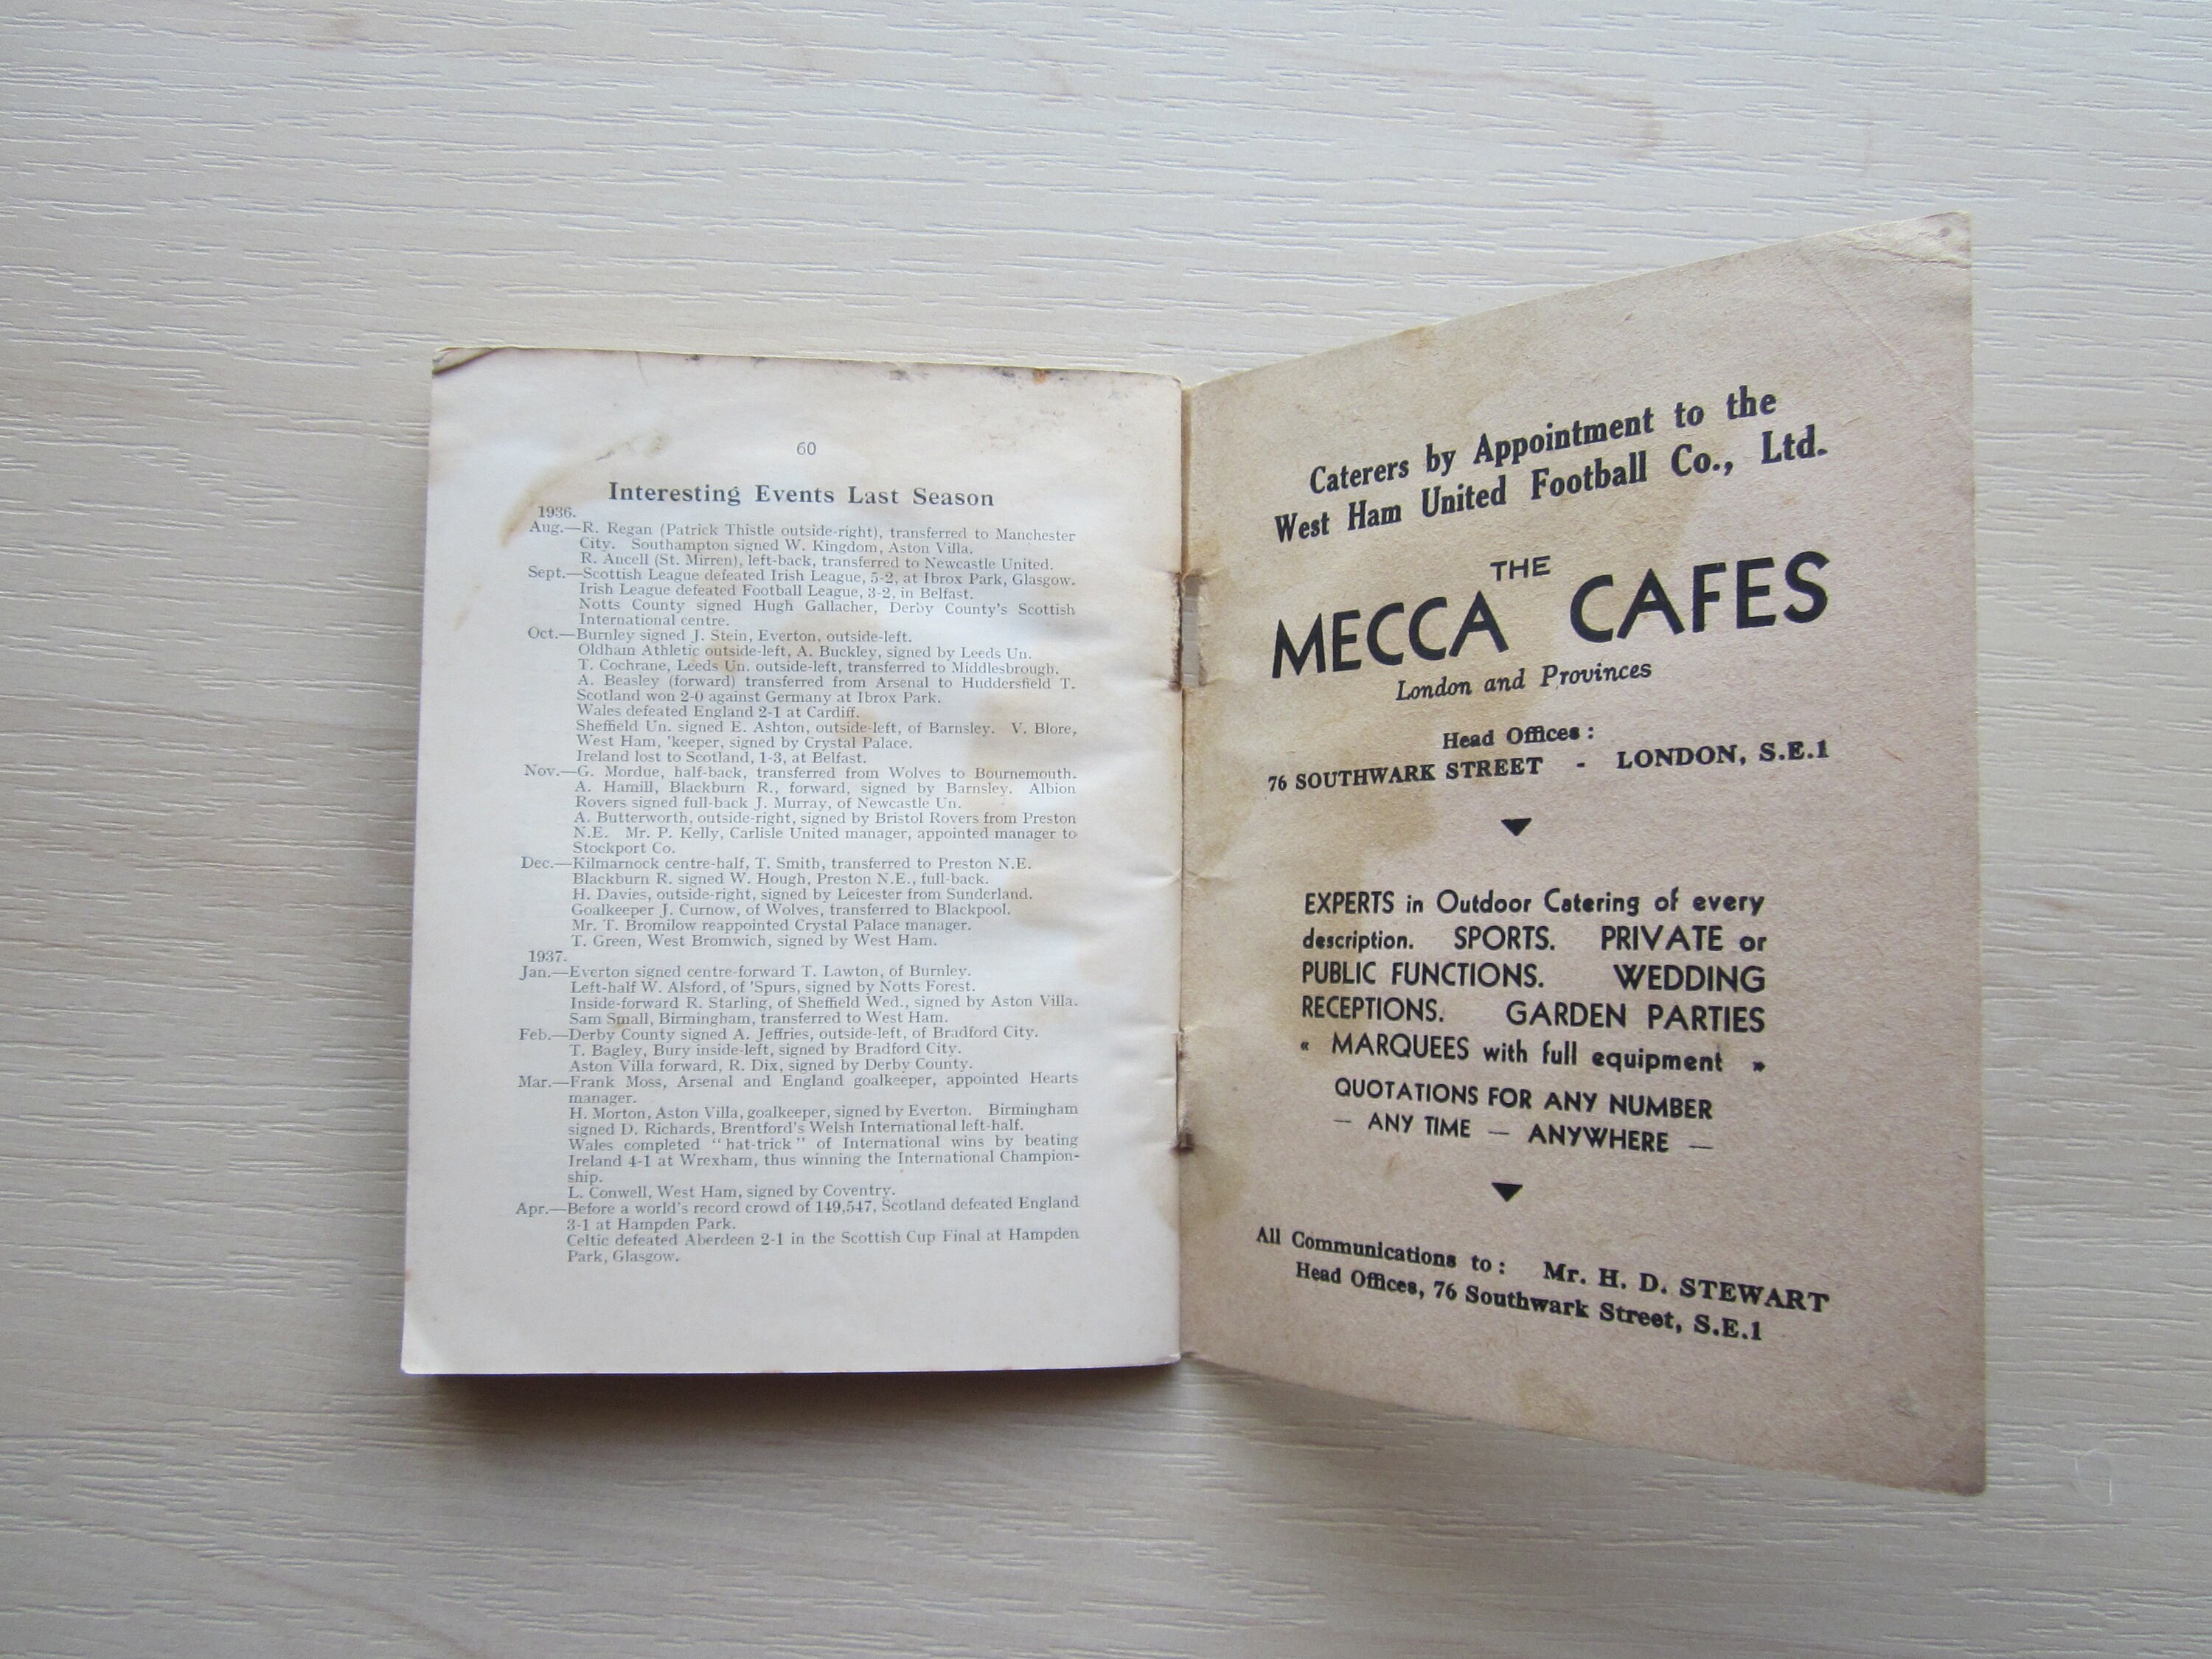 60
Interesting Events Last Season
1936.
Aug.—R. Regan (Patrick Thistle outside-right), transferred to Manchester
City. Southampton signed W. Kingdom, Aston Villa.
R. Ancell (St. Mirren), left-back, transferred to Newcastle United.
Sept.—Scottish League defeated Irish League, 5-2, at Ibrox Park, Glasgow.
Irish League defeated Football League, 3-2, in Belfast.
Notts County signed Hugh Gallacher, Derby County's Scottish
International centre.
Oct.—Burnley signed J. Stein, Everton, outside-left.
Oldham Athletic outside-left, A. Buckley, signed by Leeds Un.
T. Cochrane, Leeds Un. outside-left, transferred to Middlesbrough.
A. Beasley (forward) transferred from Arsenal to Huddersfield T.
Scotland won 2-0 against Germany at Ibrox Park.
Wales defeated England 2-1 at Cardiff.
Sheffield Un. signed E. Ashton, outside-left, of Barnsley. V. Blore,
West Ham, 'keeper, signed by Crystal Palace.
Ireland lost to Scotland, 1-3, at Belfast.
Nov.—G. Mordue, half-back, transferred from Wolves to Bournemouth.
A. Hamill, Blackburn R., forward, signed by Barnsley. Albion
Rovers signed full-back J. Murray, of Newcastle Un.
A. Butterworth, outside-right, signed by Bristol Rovers from Preston
N.E. Mr. P. Kelly, Carlisle United manager, appointed manager to
Stockport Co.
Dec.—Kilmarnock centre-half, T. Smith, transferred to Preston N.E.
Blackburn R. signed W. Hough, Preston N.E., full-back.
H. Davies, outside-right, signed by Leicester from Sunderland.
Goalkeeper J. Curnow, of Wolves, transferred to Blackpool.
Mr. T. Bromilow reappointed Crystal Palace manager.
T. Green, West Bromwich, signed by West Ham.
1937.
Jan.—Everton signed centre-forward T. Lawton, of Burnley.
Left-half W. Alsford, of 'Spurs, signed by Notts Forest.
Inside-forward R. Starling, of Sheffield Wed., signed by Aston Villa.
Sam Small, Birmingham, transferred to West Ham.
Feb.—Derby County signed A. Jeffries, outside-left, of Bradford City.
T. Bagley, Bury inside-left, signed by Bradford City.
Aston Villa forward, R. Dix, signed by Derby County.
Mar.—Frank Moss, Arsenal and England goalkeeper, appointed Hearts
manager.
H. Morton, Aston Villa, goalkeeper, signed by Everton. Birmingham
signed D. Richards, Brentford's Welsh International left-half.
Wales completed "hat-trick" of International wins by beating
Ireland 4-1 at Wrexham, thus winning the International Champion-
ship.
L. Conwell, West Ham, signed by Coventry.
Apr.—Before a world's record crowd of 149,547, Scotland defeated England
3-1 at Hampden Park.
Celtic defeated Aberdeen 2-1 in the Scottish Cup Final at Hampden
Park, Glasgow.
Caterers by Appointment to the
West Ham United Football Co., Ltd.
THE
MECCA CAFES
London and Provinces
Head Offices :
76 SOUTHWARK STREET - LONDON, S.E.1
EXPERTS in Outdoor Catering of every
description. SPORTS. PRIVATE or
PUBLIC FUNCTIONS. WEDDING
RECEPTIONS. GARDEN PARTIES
« MARQUEES with full equipment »
QUOTATIONS FOR ANY NUMBER
— ANY TIME — ANYWHERE —
All Communications to : Mr. H. D. STEWART
Head Offices, 76 Southwark Street, S.E.1